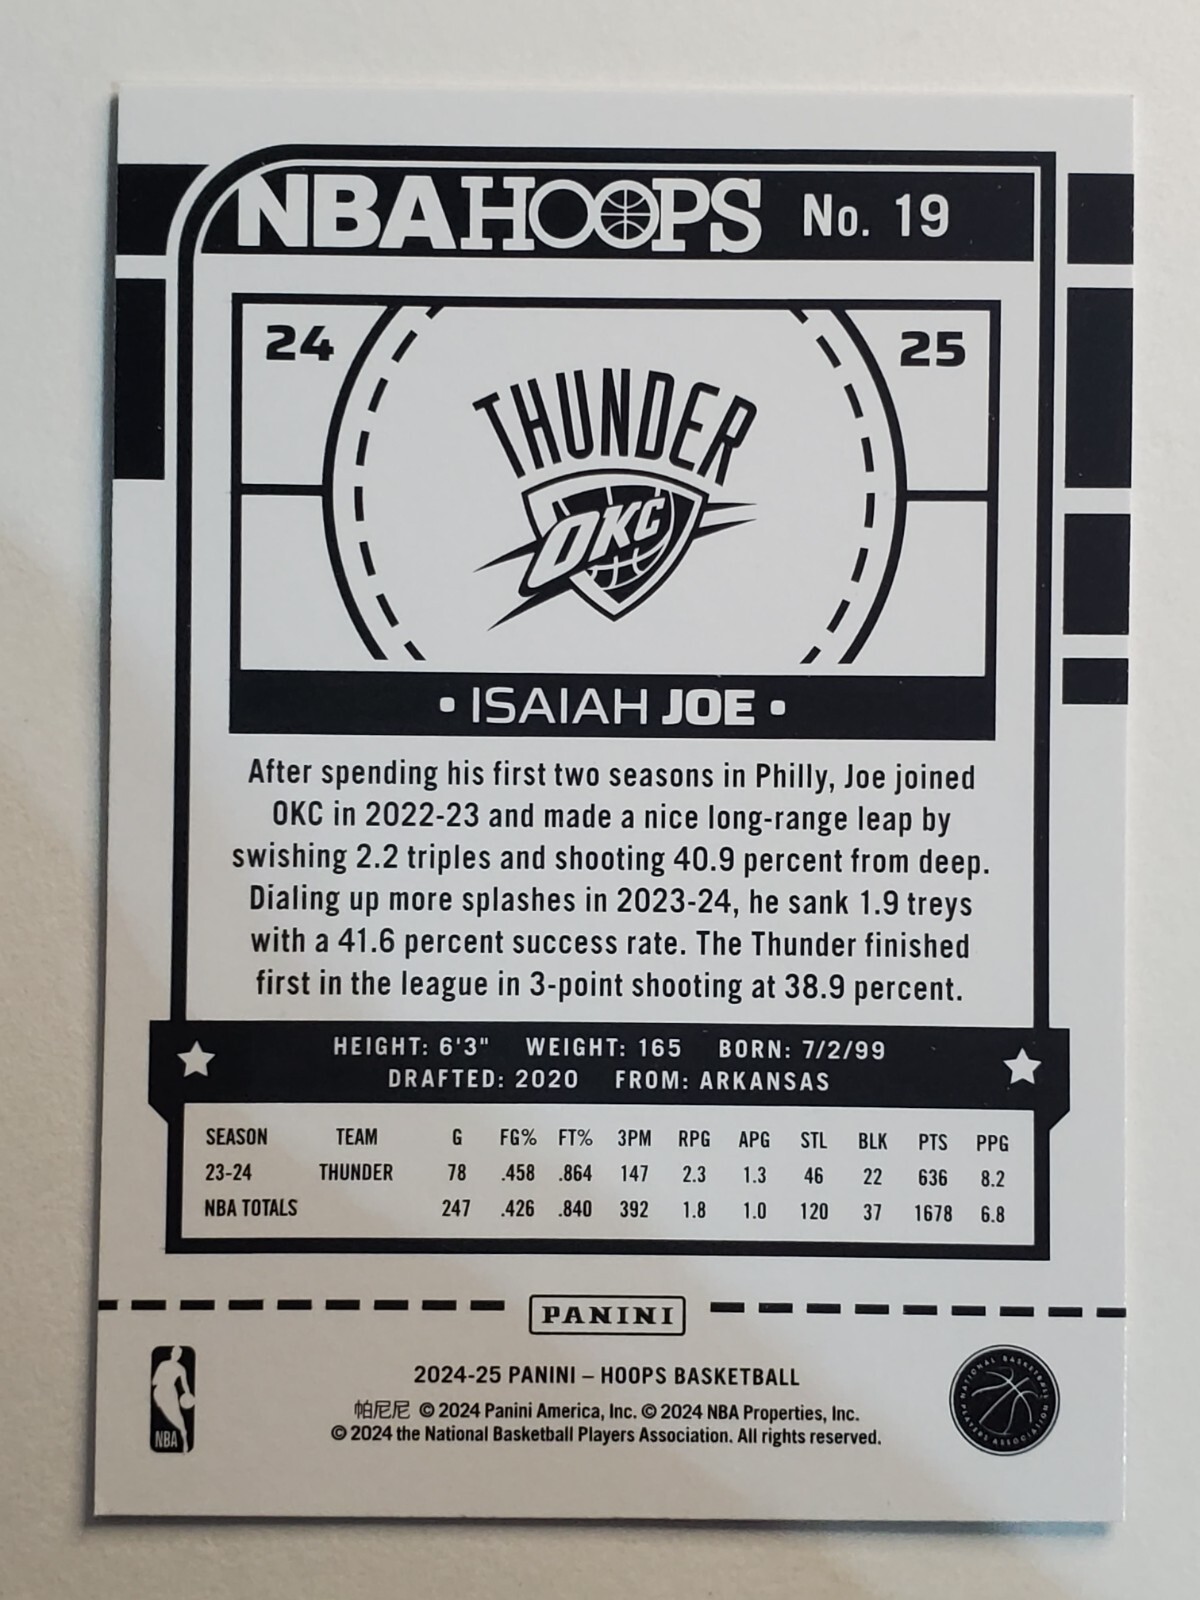 NBA HOOPS No. 19
24 25
THUNDER
OKC
• ISAIAH JOE •
After spending his first two seasons in Philly, Joe joined
OKC in 2022-23 and made a nice long-range leap by
swishing 2.2 triples and shooting 40.9 percent from deep.
Dialing up more splashes in 2023-24, he sank 1.9 treys
with a 41.6 percent success rate. The Thunder finished
first in the league in 3-point shooting at 38.9 percent.
HEIGHT: 6'3" WEIGHT: 165 BORN: 7/2/99
DRAFTED: 2020 FROM: ARKANSAS
SEASON TEAM G FG% FT% 3PM RPG APG STL BLK PTS PPG
23-24 THUNDER 78 .458 .864 147 2.3 1.3 46 22 636 8.2
NBA TOTALS 247 .426 .840 392 1.8 1.0 120 37 1678 6.8
PANINI
2024-25 PANINI – HOOPS BASKETBALL
帕尼尼 © 2024 Panini America, Inc. © 2024 NBA Properties, Inc.
© 2024 the National Basketball Players Association. All rights reserved.
NBA
NATIONAL BASKETBALL PLAYERS ASSOCIATION